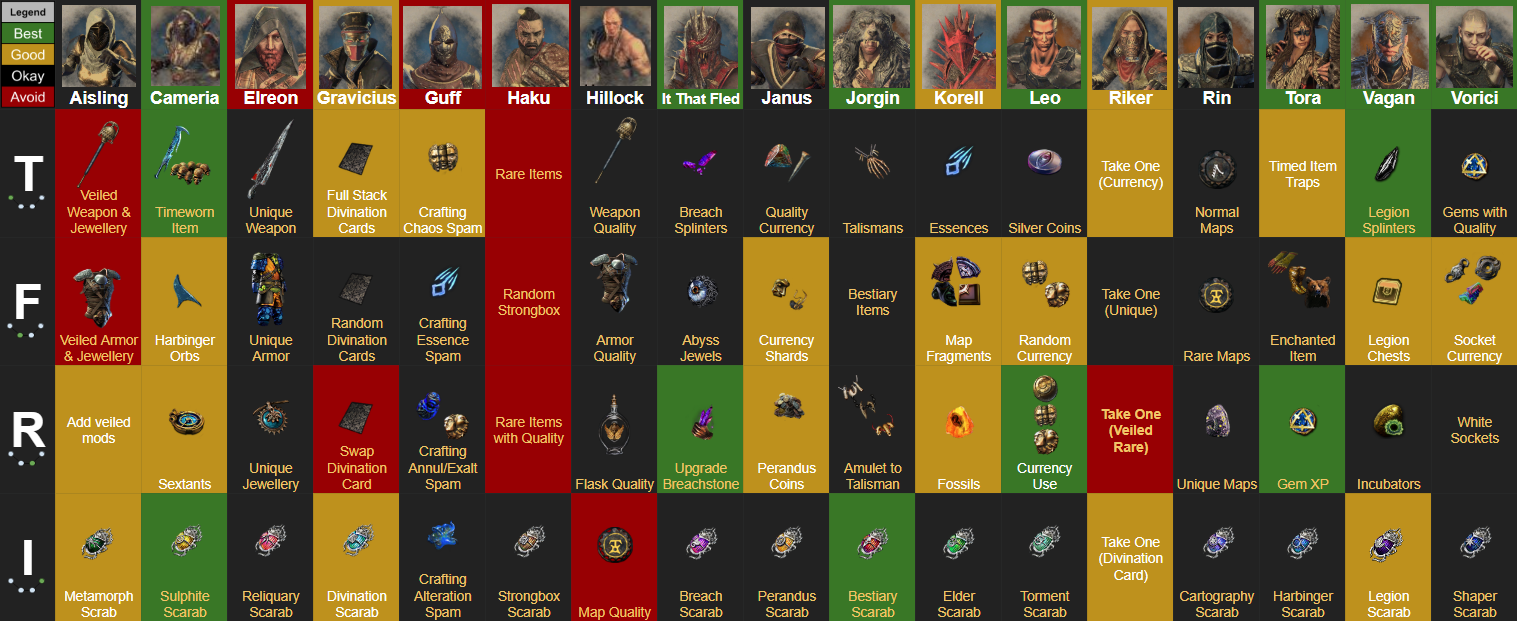 Legend
Best
Good
Okay
Avoid
Aisling
Cameria
Elreon
Gravicius
Guff
Haku
Hillock
It That Fled
Janus
Jorgin
Korell
Leo
Riker
Rin
Tora
Vagan
Vorici
T
Veiled
Weapon &
Jewellery
Timeworn
Item
Unique
Weapon
Full Stack
Divination
Cards
Crafting
Chaos Spam
Rare Items
Weapon
Quality
Breach
Splinters
Quality
Currency
Talismans
Essences
Silver Coins
Take One
(Currency)
Normal
Maps
Timed Item
Traps
Legion
Splinters
Gems with
Quality
F
Veiled Armor
& Jewellery
Harbinger
Orbs
Unique
Armor
Random
Divination
Cards
Crafting
Essence
Spam
Random
Strongbox
Armor
Quality
Abyss
Jewels
Currency
Shards
Bestiary
Items
Map
Fragments
Random
Currency
Take One
(Unique)
Rare Maps
Enchanted
Item
Legion
Chests
Socket
Currency
R
Add veiled
mods
Sextants
Unique
Jewellery
Swap
Divination
Card
Crafting
Annul/Exalt
Spam
Rare Items
with Quality
Flask Quality
Upgrade
Breachstone
Perandus
Coins
Amulet to
Talisman
Fossils
Currency
Use
Take One
(Veiled
Rare)
Unique Maps
Gem XP
Incubators
White
Sockets
I
Metamorph
Scrab
Sulphite
Scarab
Reliquary
Scarab
Divination
Scrab
Crafting
Alteration
Spam
Strongbox
Scarab
Map Quality
Breach
Scarab
Perandus
Scarab
Bestiary
Scarab
Elder
Scarab
Torment
Scarab
Take One
(Divination
Card)
Cartography
Scarab
Harbinger
Scarab
Legion
Scarab
Shaper
Scarab